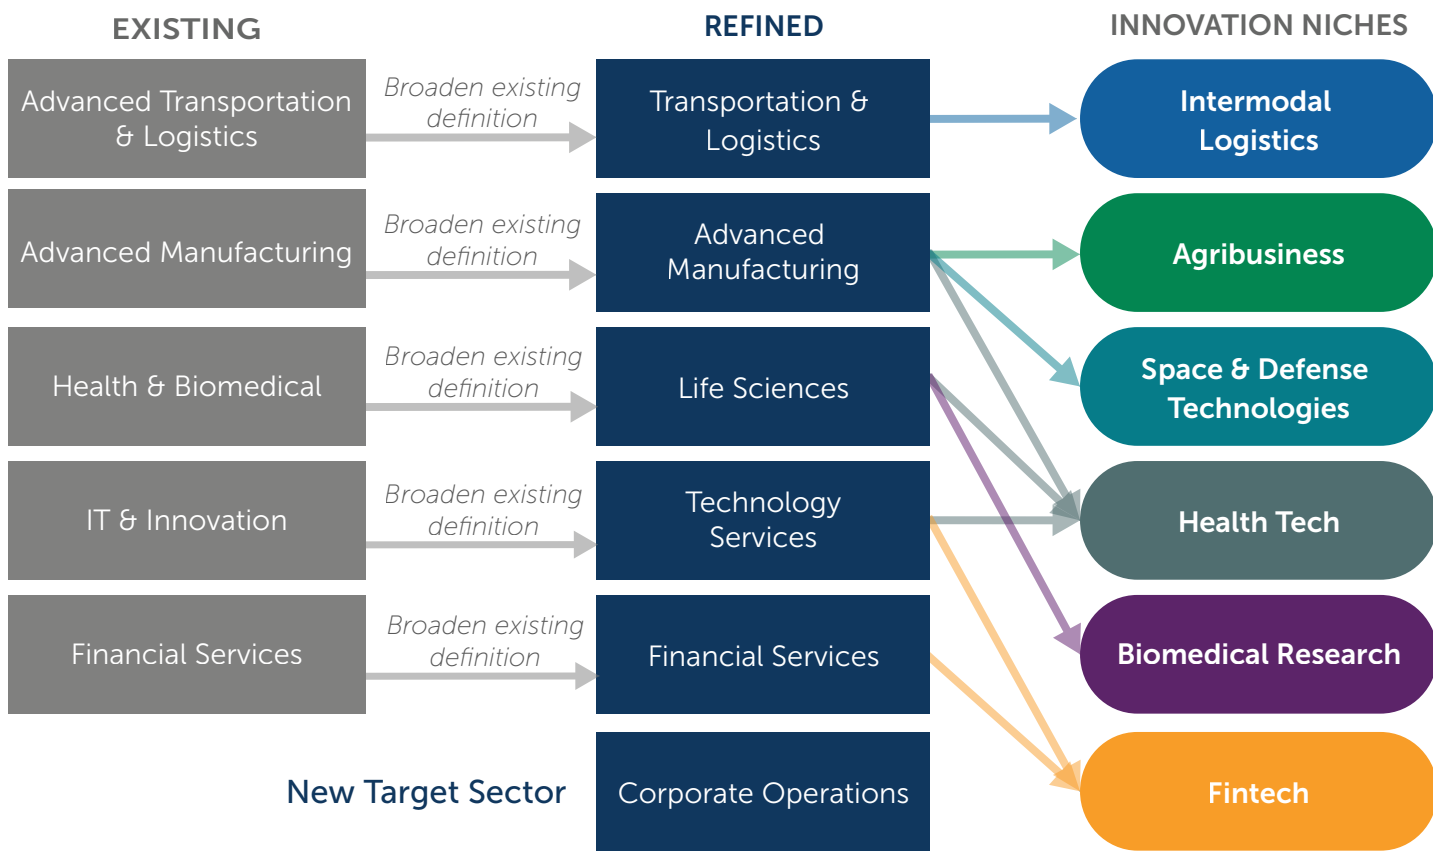 EXISTING
REFINED
INNOVATION NICHES
Advanced Transportation
& Logistics
Broaden existing
definition
Transportation &
Logistics
Intermodal
Logistics
Advanced Manufacturing
Broaden existing
definition
Advanced
Manufacturing
Agribusiness
Health & Biomedical
Broaden existing
definition
Life Sciences
Space & Defense
Technologies
IT & Innovation
Broaden existing
definition
Technology
Services
Health Tech
Financial Services
Broaden existing
definition
Financial Services
Biomedical Research
New Target Sector
Corporate Operations
Fintech